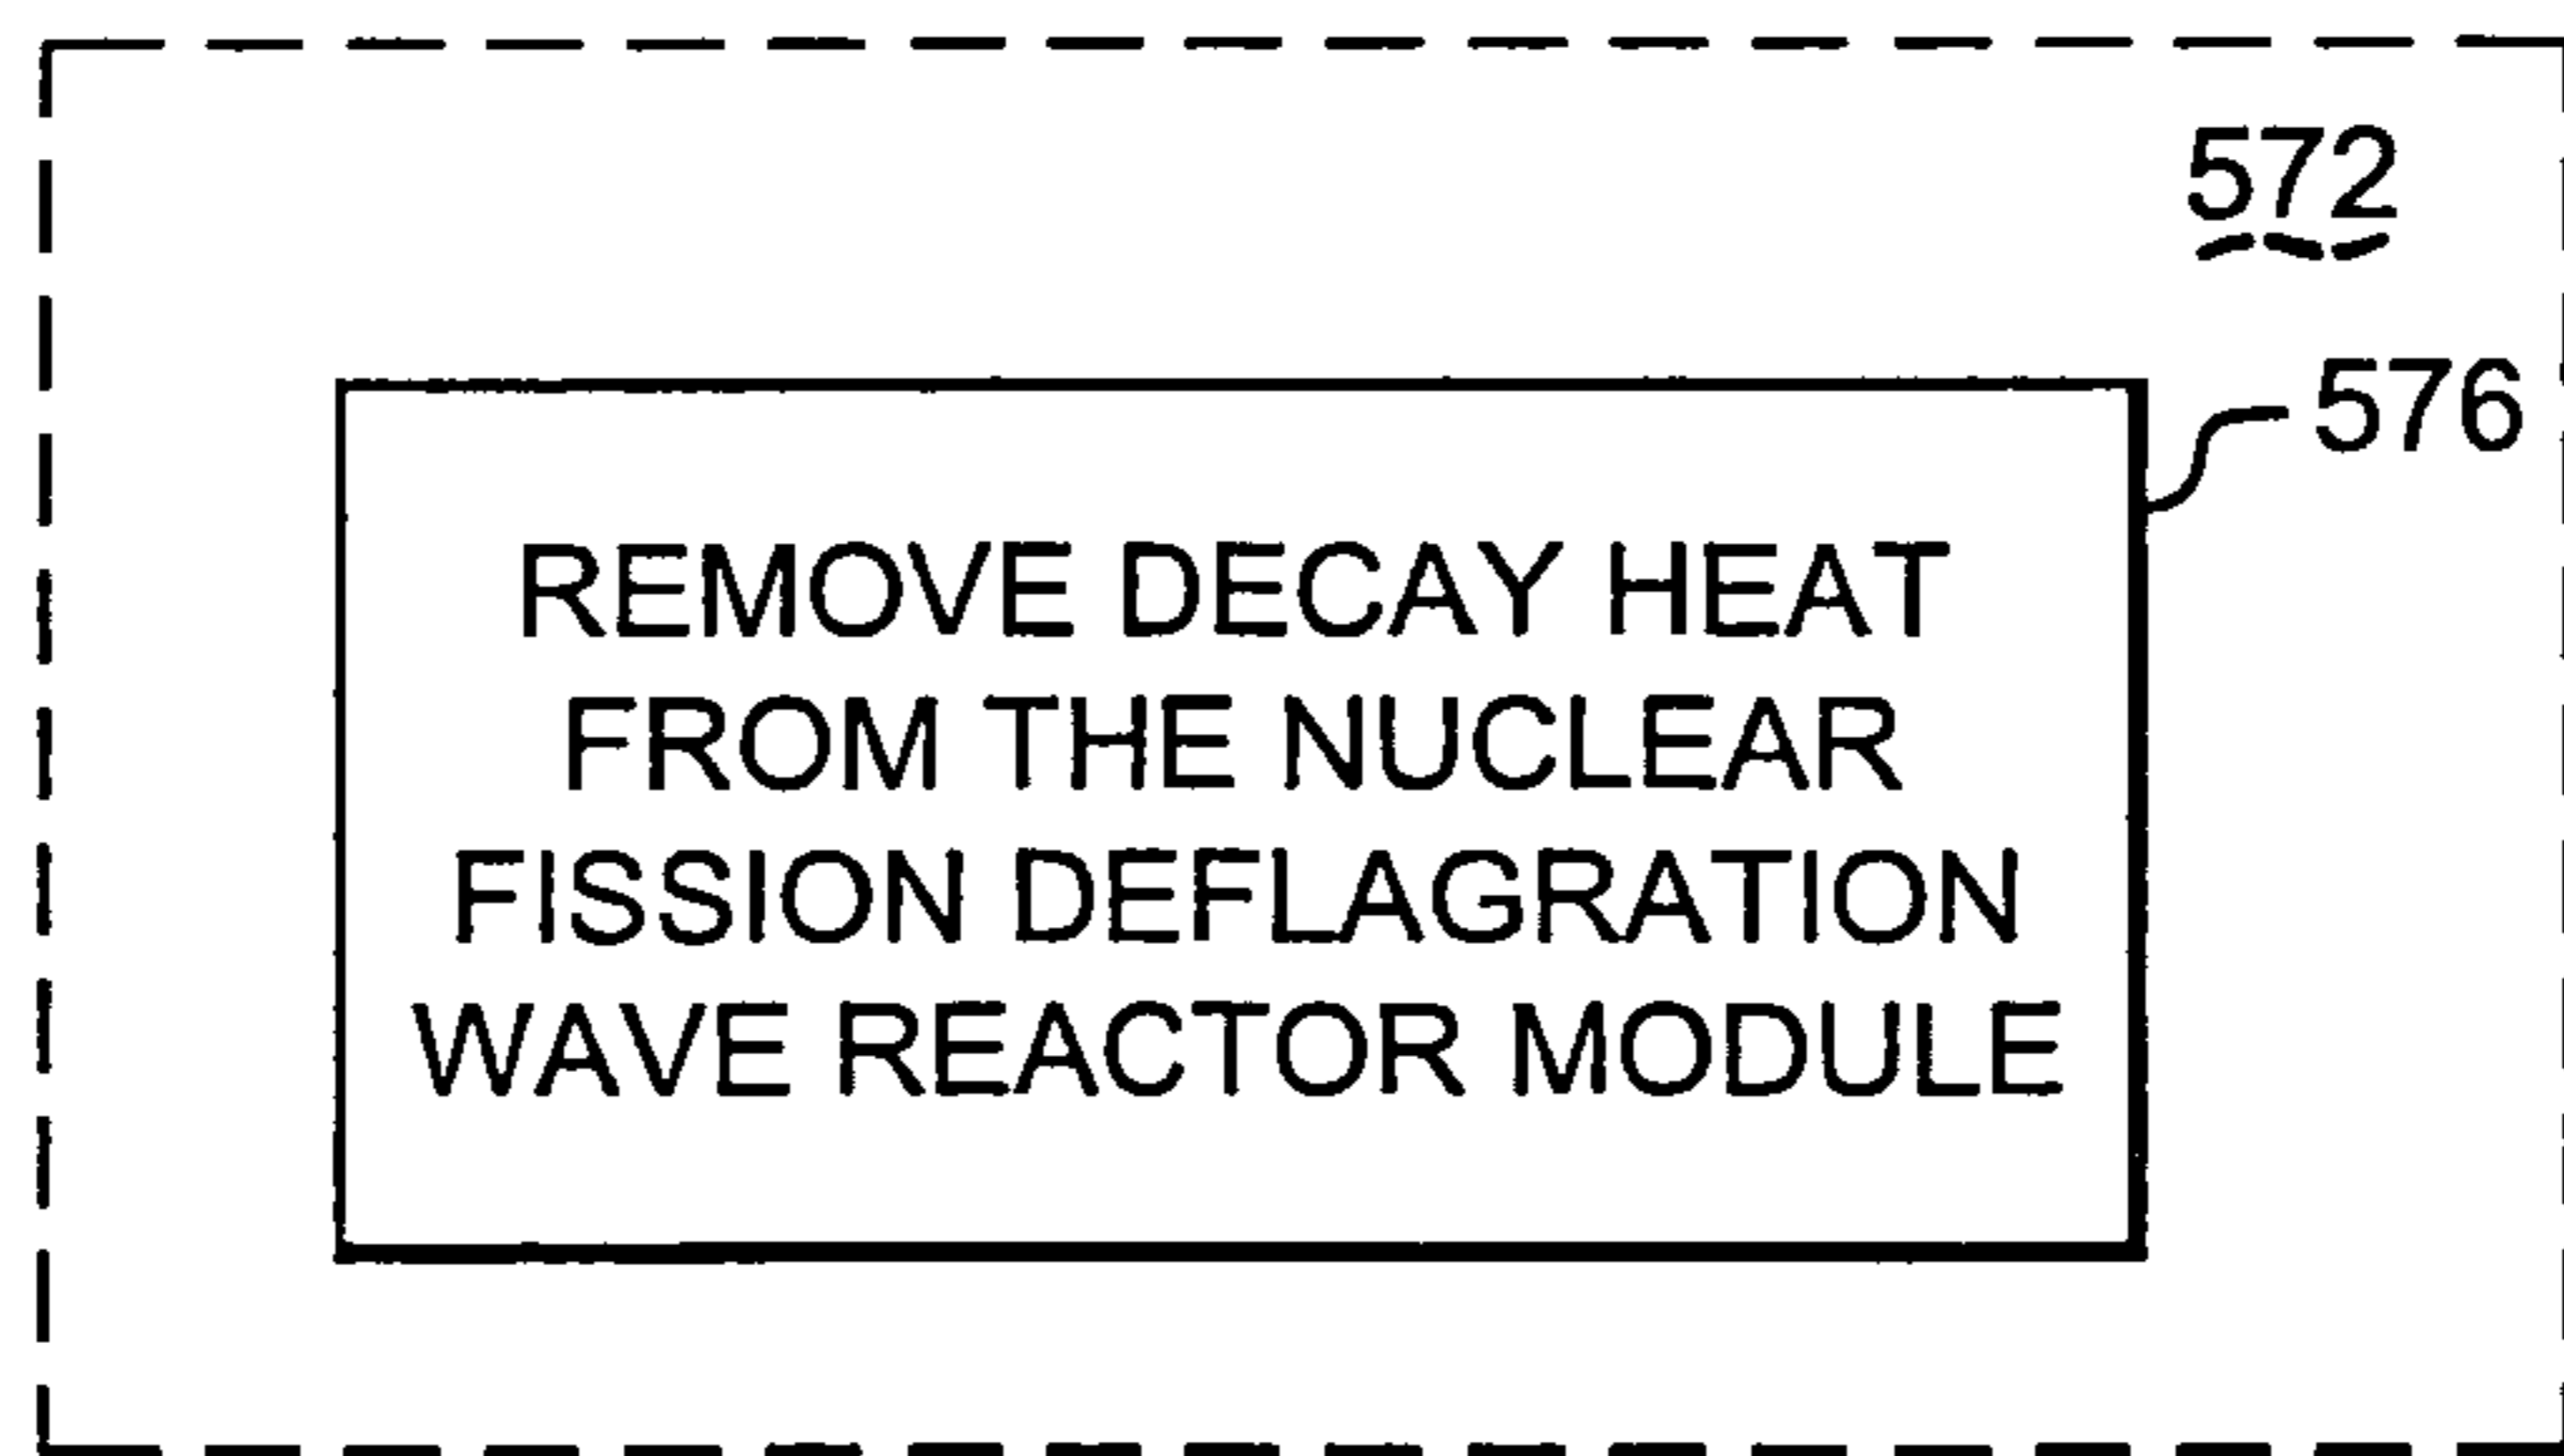 572
576
REMOVE DECAY HEAT
FROM THE NUCLEAR
FISSION DEFLAGRATION
WAVE REACTOR MODULE